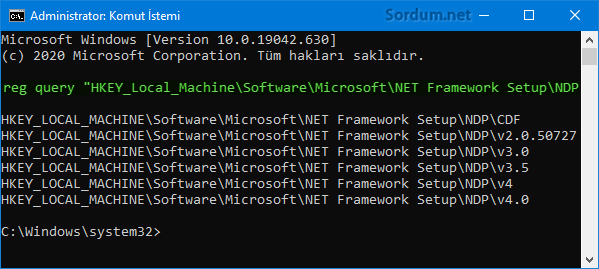 Administrator: Komut İstemi
Sordum.net
Microsoft Windows [Version 10.0.19042.630]
(c) 2020 Microsoft Corporation. Tüm hakları saklıdır.
reg query "HKEY_Local_Machine\Software\Microsoft\NET Framework Setup\NDP
HKEY_LOCAL_MACHINE\Software\Microsoft\NET Framework Setup\NDP\CDF
HKEY_LOCAL_MACHINE\Software\Microsoft\NET Framework Setup\NDP\v2.0.50727
HKEY_LOCAL_MACHINE\Software\Microsoft\NET Framework Setup\NDP\v3.0
HKEY_LOCAL_MACHINE\Software\Microsoft\NET Framework Setup\NDP\v3.5
HKEY_LOCAL_MACHINE\Software\Microsoft\NET Framework Setup\NDP\v4
HKEY_LOCAL_MACHINE\Software\Microsoft\NET Framework Setup\NDP\v4.0
C:\Windows\system32>